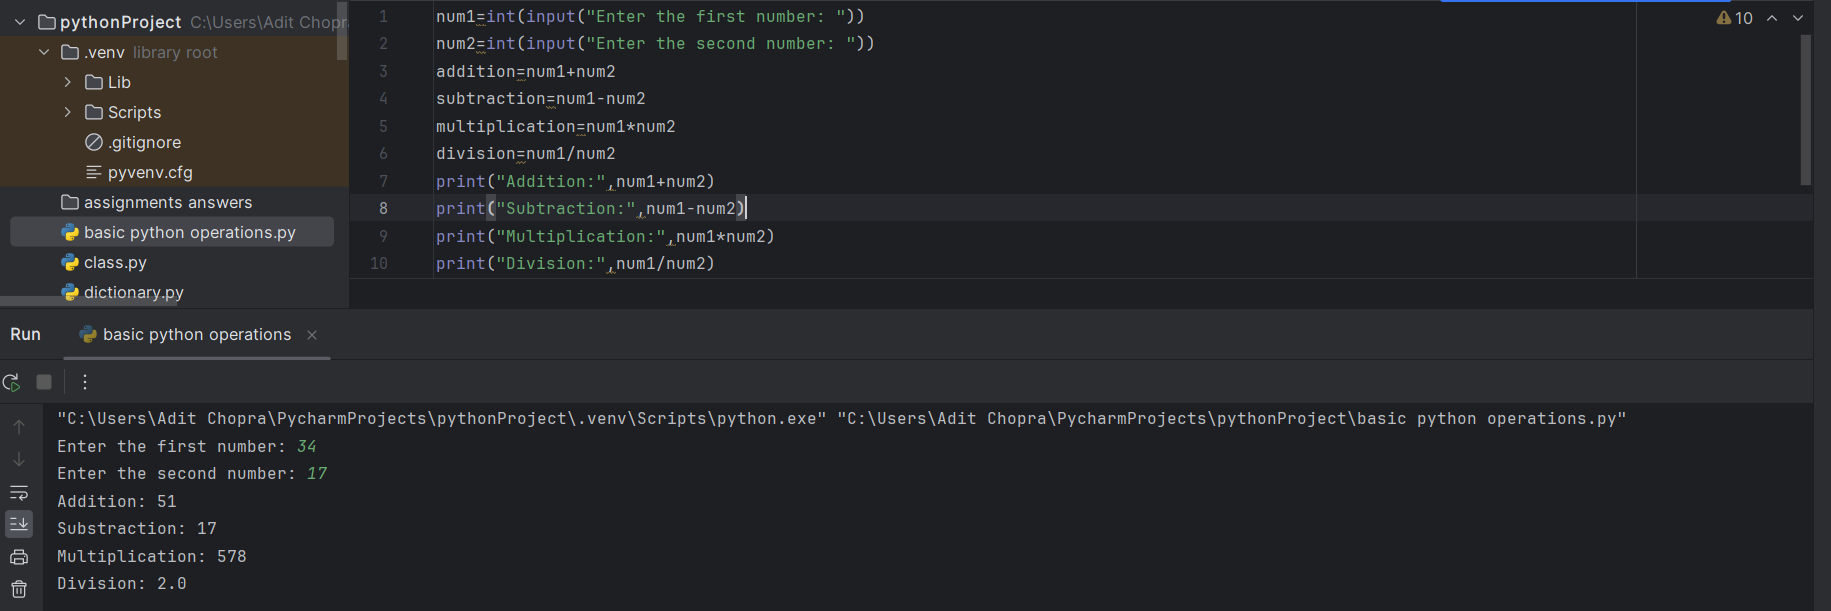 pythonProject C:\Users\Adit Chopra
.venv library root
Lib
Scripts
.gitignore
pyvenv.cfg
assignments answers
basic python operations.py
class.py
dictionary.py
1 num1=int(input("Enter the first number: "))
2 num2=int(input("Enter the second number: "))
3 addition=num1+num2
4 subtraction=num1-num2
5 multiplication=num1*num2
6 division=num1/num2
7 print("Addition:",num1+num2)
8 print("Subtraction:",num1-num2)
9 print("Multiplication:",num1*num2)
10 print("Division:",num1/num2)
10
Run basic python operations
"C:\Users\Adit Chopra\PycharmProjects\pythonProject\.venv\Scripts\python.exe" "C:\Users\Adit Chopra\PycharmProjects\pythonProject\basic python operations.py"
Enter the first number: 34
Enter the second number: 17
Addition: 51
Substraction: 17
Multiplication: 578
Division: 2.0